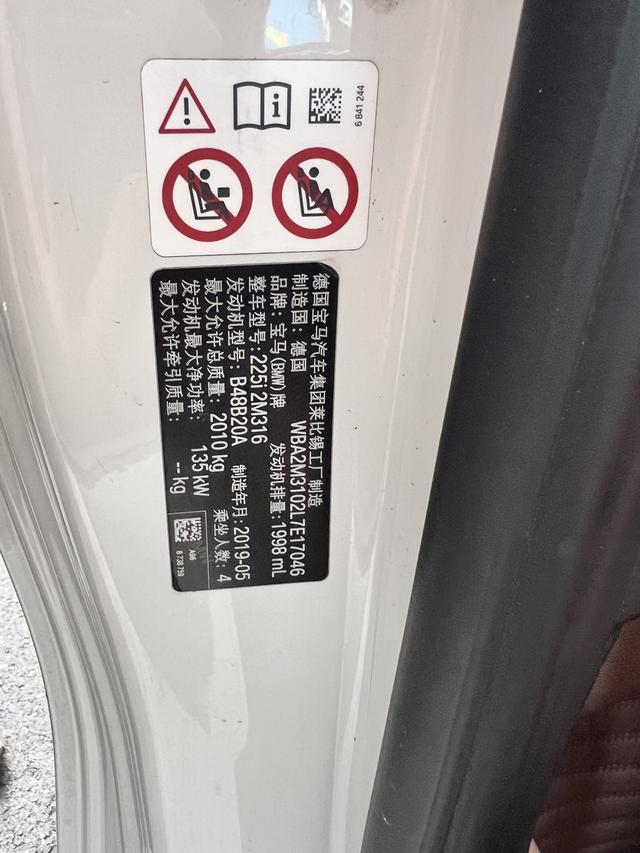 6 841 244
德国宝马汽车集团莱比锡工厂制造
制造国：德国 WBA2M3102L7E17046
品牌：宝马(BMW)牌 发动机排量：1998 mL
整车型号：225i 2M316
发动机型号：B48B20A 制造年月：2019-05
最大允许总质量：2010 kg 乘坐人数：4
发动机最大净功率：135 kW
最大允许牵引质量：-- kg
A96
8 738 759